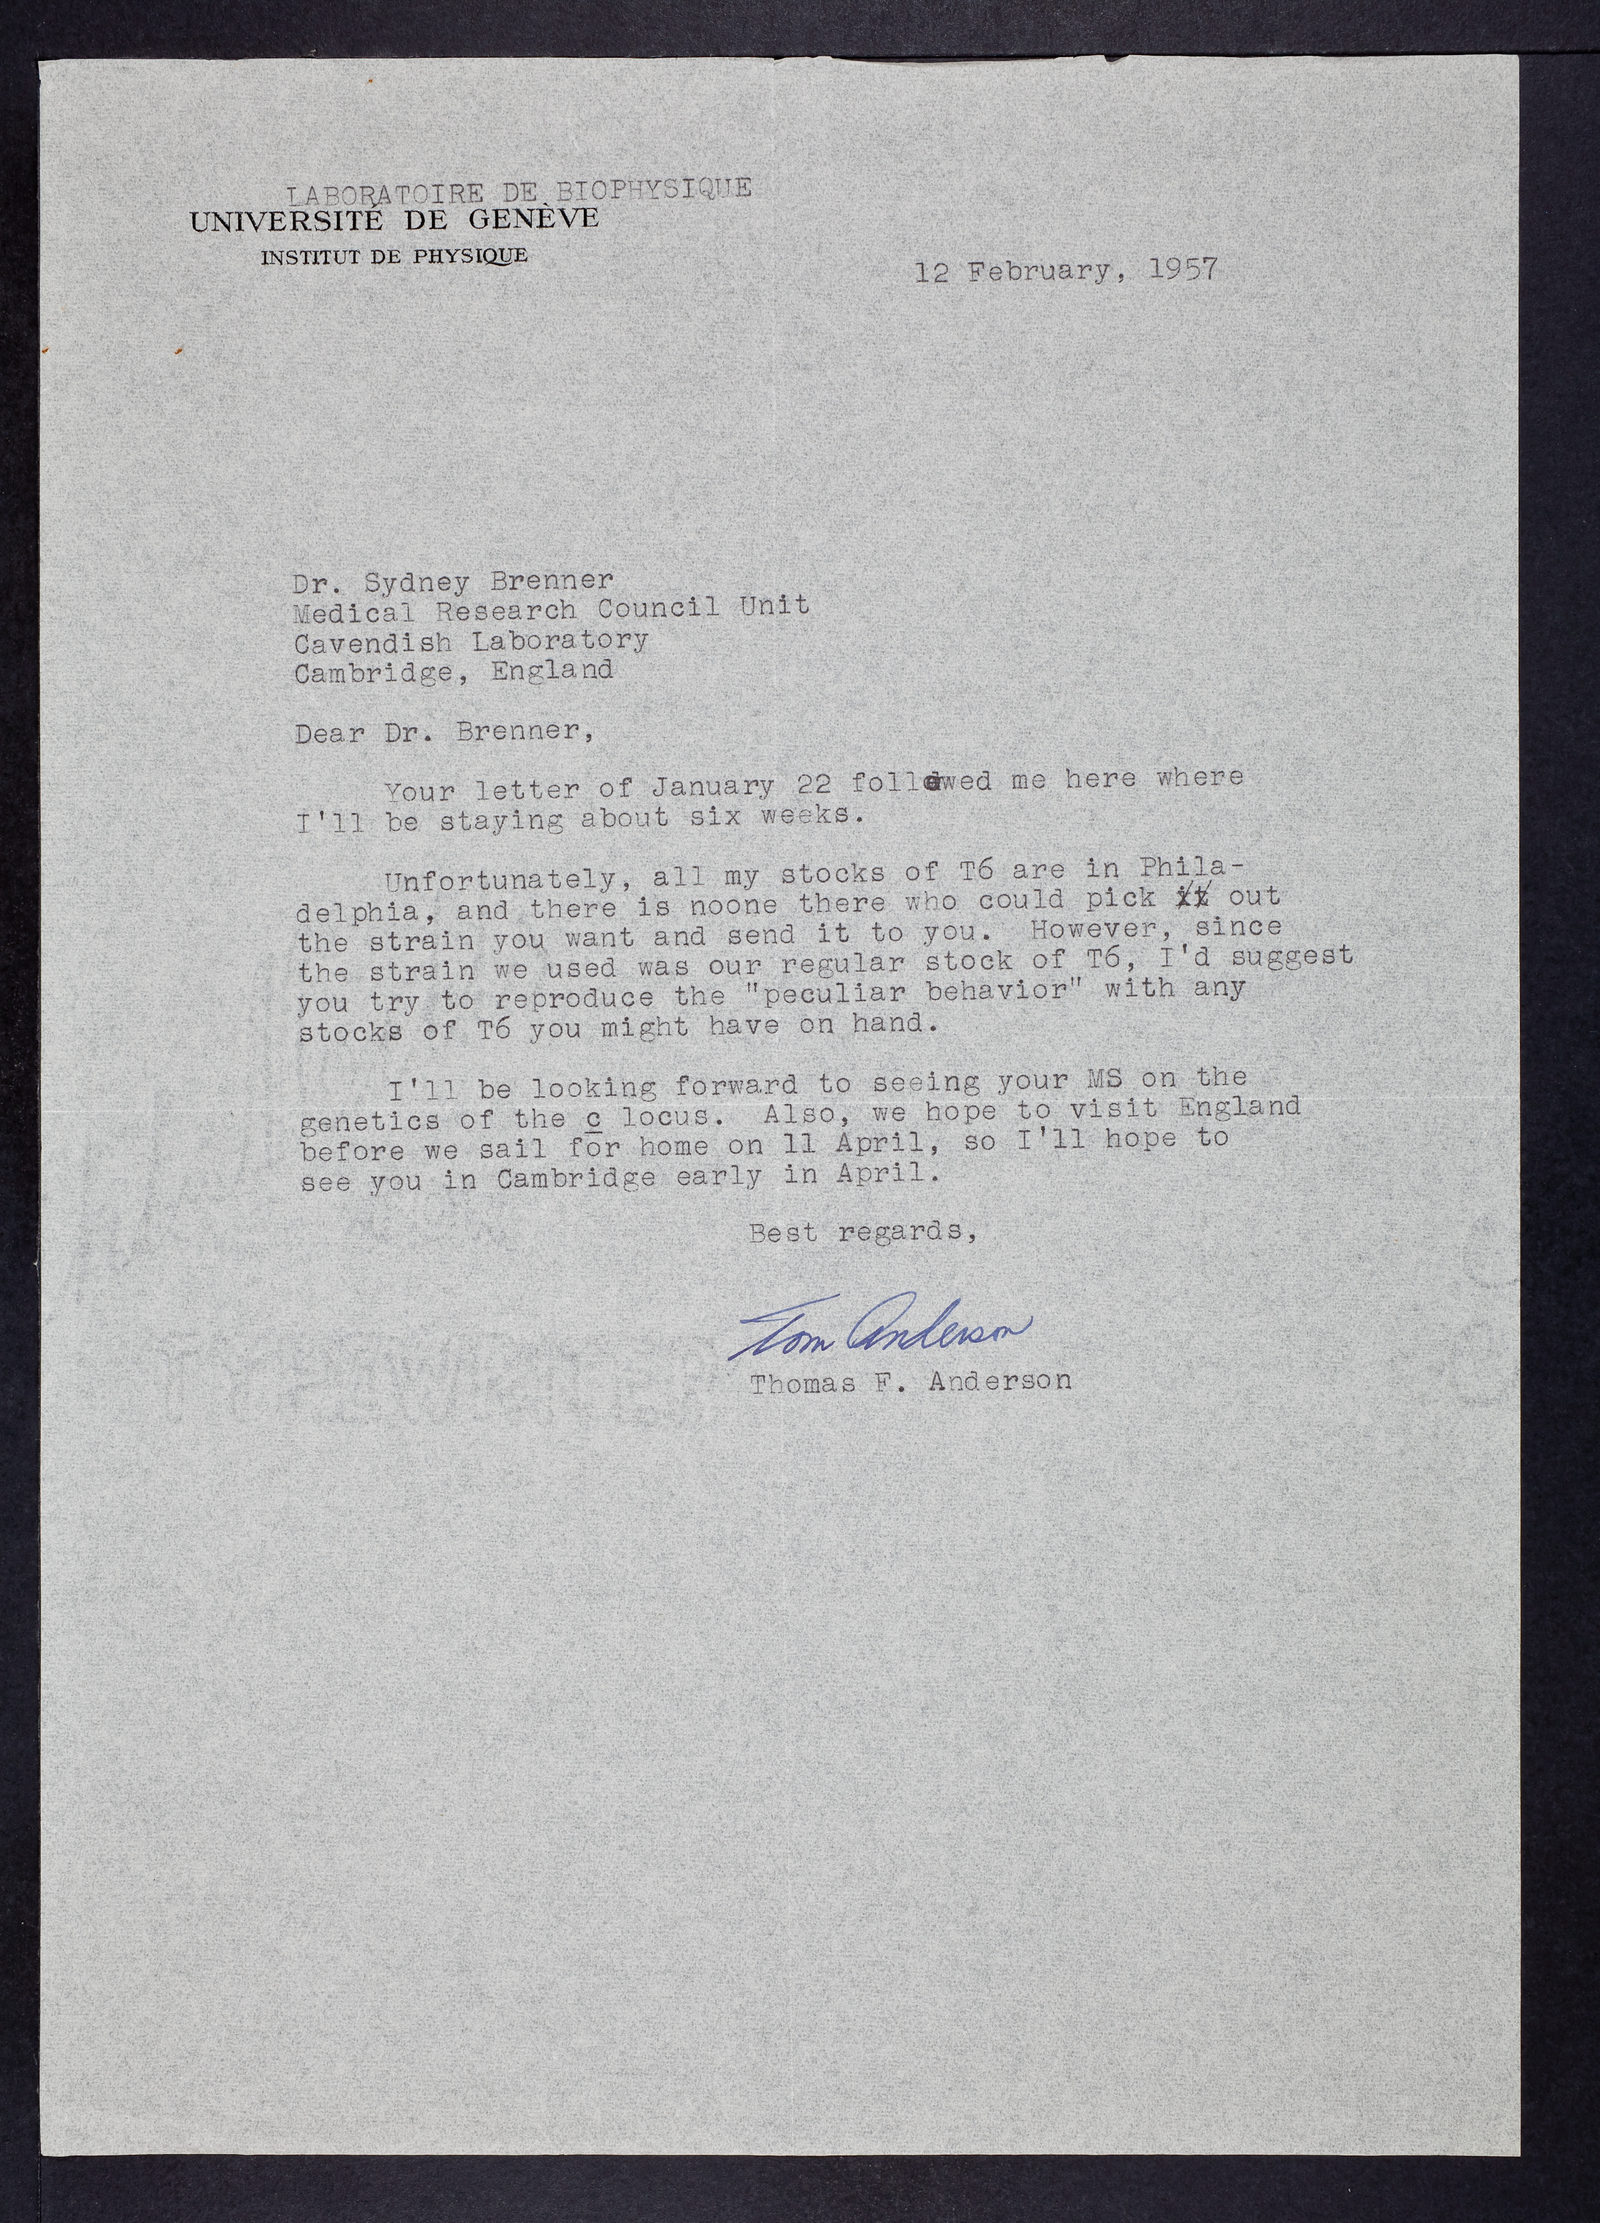 LABORATOIRE DE BIOPHYSIQUE
UNIVERSITÉ DE GENÈVE
INSTITUT DE PHYSIQUE
12 February, 1957
Dr. Sydney Brenner
Medical Research Council Unit
Cavendish Laboratory
Cambridge, England
Dear Dr. Brenner,
Your letter of January 22 followed me here where
I'll be staying about six weeks.
Unfortunately, all my stocks of T6 are in Phila-
delphia, and there is noone there who could pick it out
the strain you want and send it to you. However, since
the strain we used was our regular stock of T6, I'd suggest
you try to reproduce the "peculiar behavior" with any
stocks of T6 you might have on hand.
I'll be looking forward to seeing your MS on the
genetics of the c locus. Also, we hope to visit England
before we sail for home on 11 April, so I'll hope to
see you in Cambridge early in April.
Best regards,
Tom Anderson
Thomas F. Anderson